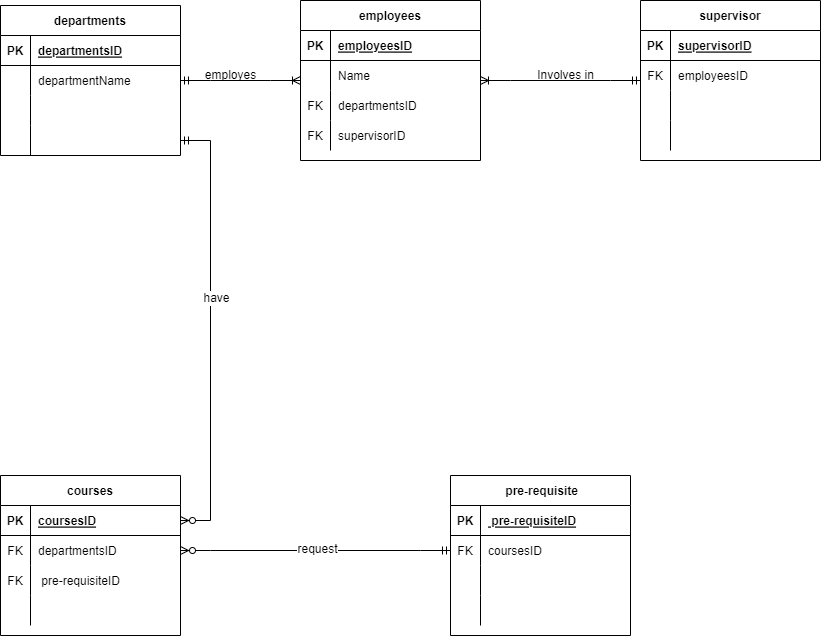 departments
PK departmentsID
departmentName
employes
employees
PK employeesID
Name
FK departmentsID
FK supervisorID
Involves in
supervisor
PK supervisorID
FK employeesID
have
courses
PK coursesID
FK departmentsID
FK pre-requisiteID
request
pre-requisite
PK pre-requisiteID
FK coursesID